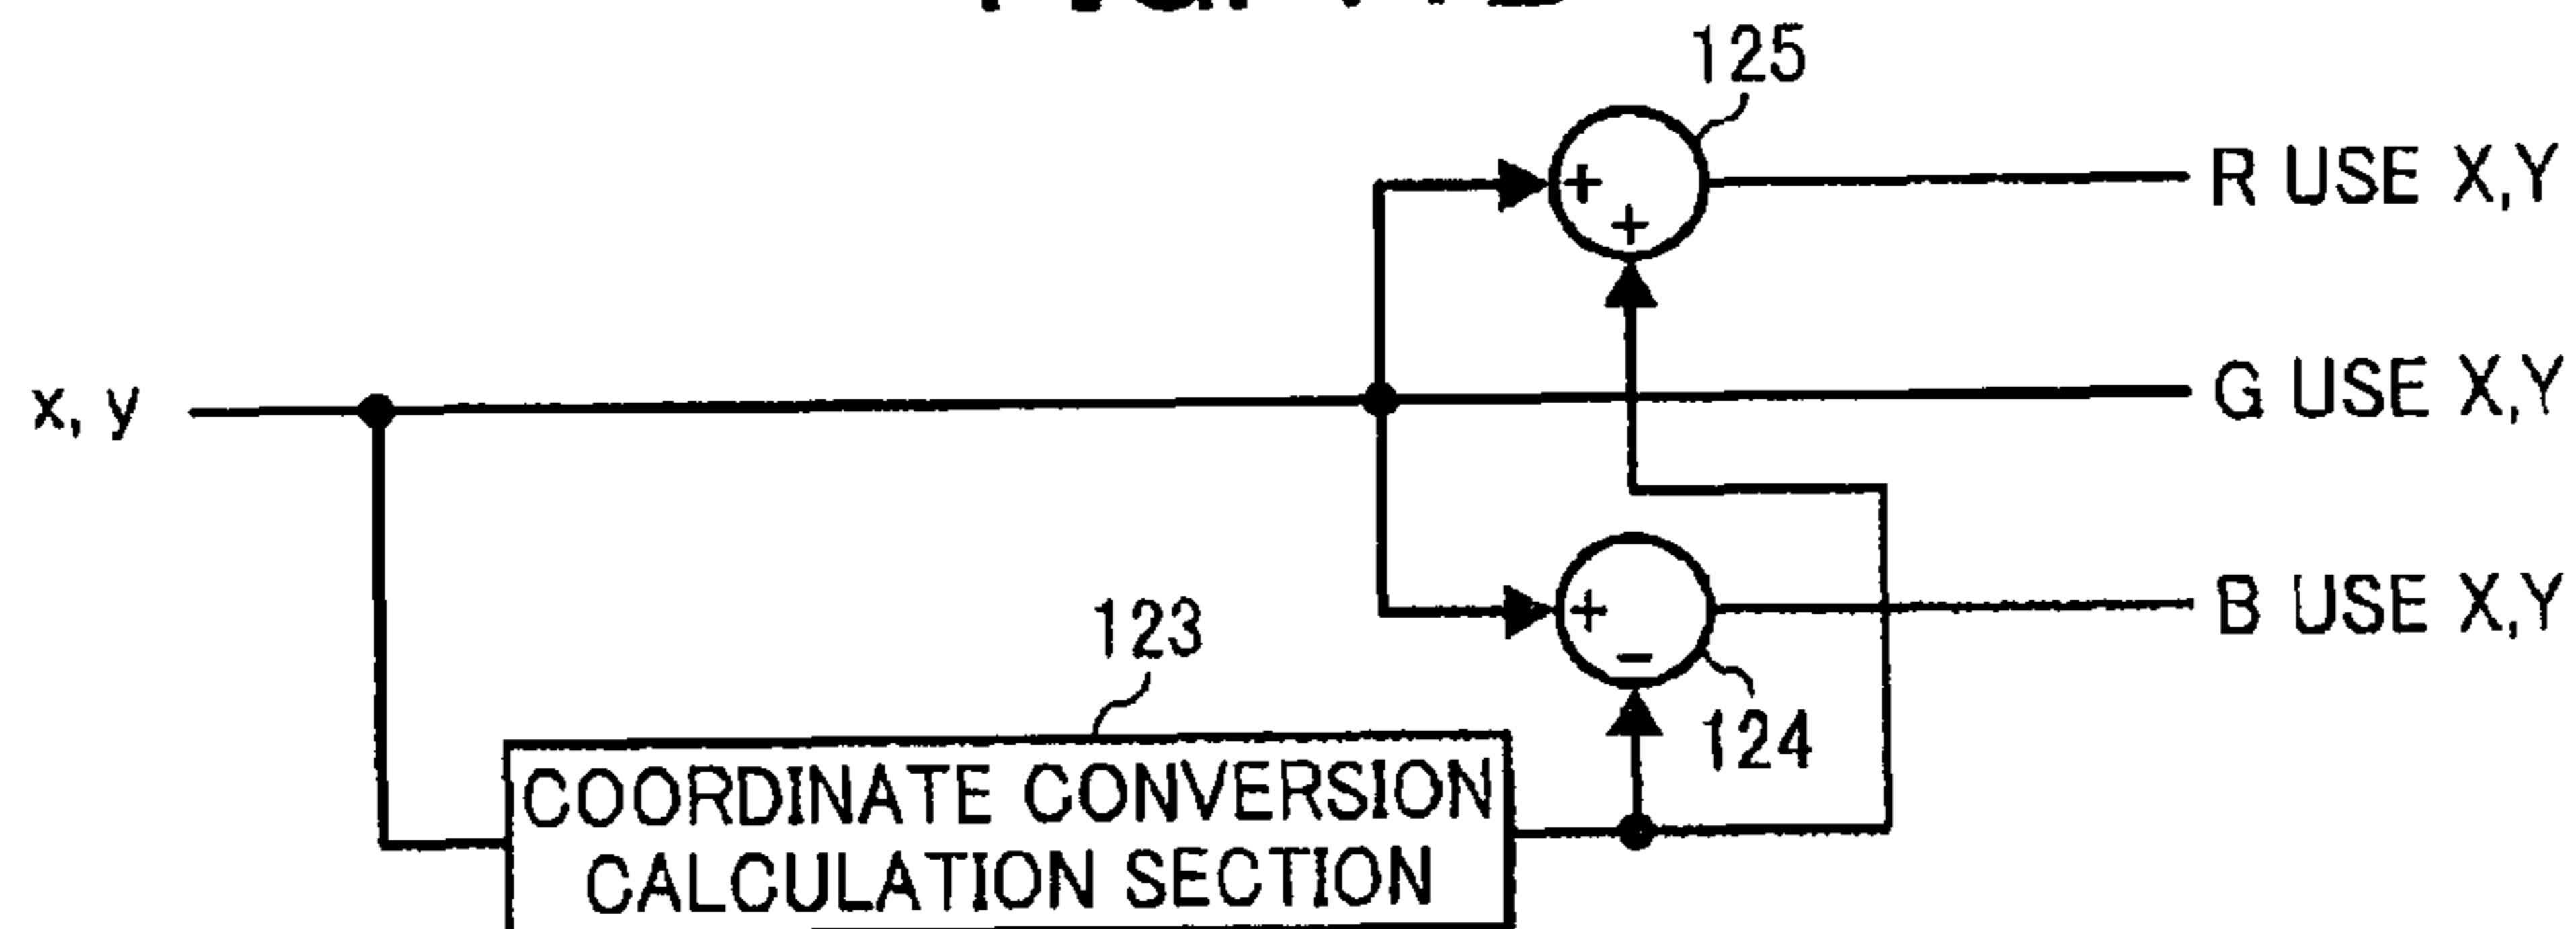 125
+
+
R USE X,Y
x, y
G USE X,Y
+
−
B USE X,Y
123
124
COORDINATE CONVERSION
CALCULATION SECTION